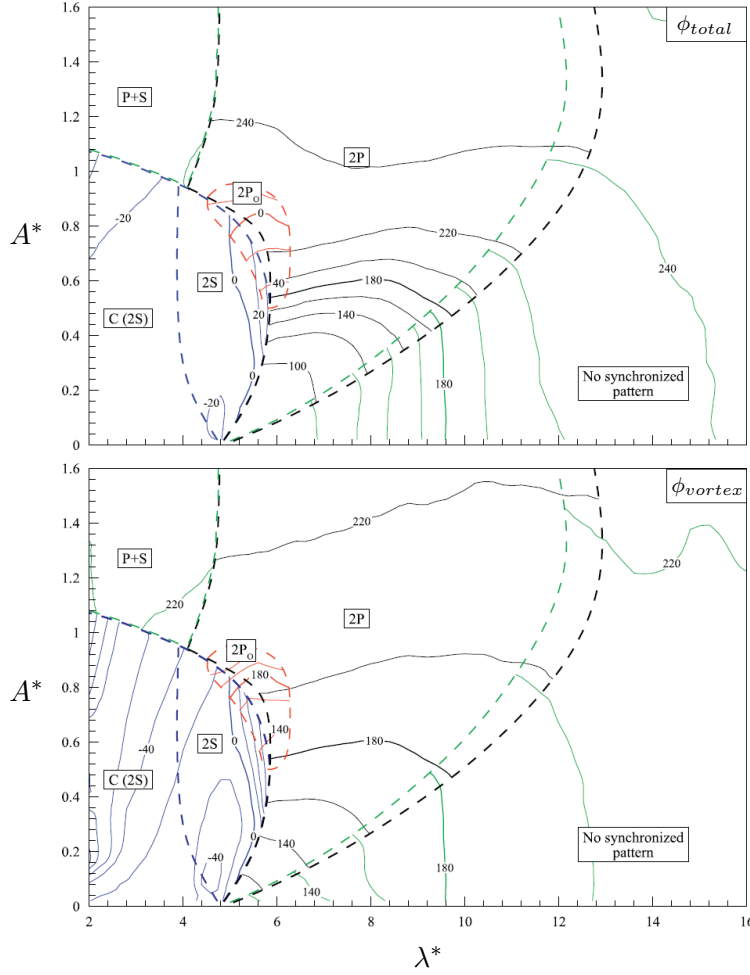 1.6
ϕtotal
1.4
P+S
1.2
240
2P
1
2Po
-20
0
A*
0.8
220
240
2S
0.6
0
40
180
C (2S)
20
140
0.4
0
100
180
No synchronized
pattern
0.2
-20
0
1.6
ϕvortex
1.4
220
P+S
1.2
220
220
2P
1
2Po
180
A*
0.8
2S
0
140
0.6
-40
180
C (2S)
0.4
0
140
No synchronized
pattern
0.2
-40
180
140
0
2
4
6
8
10
12
14
16
λ*